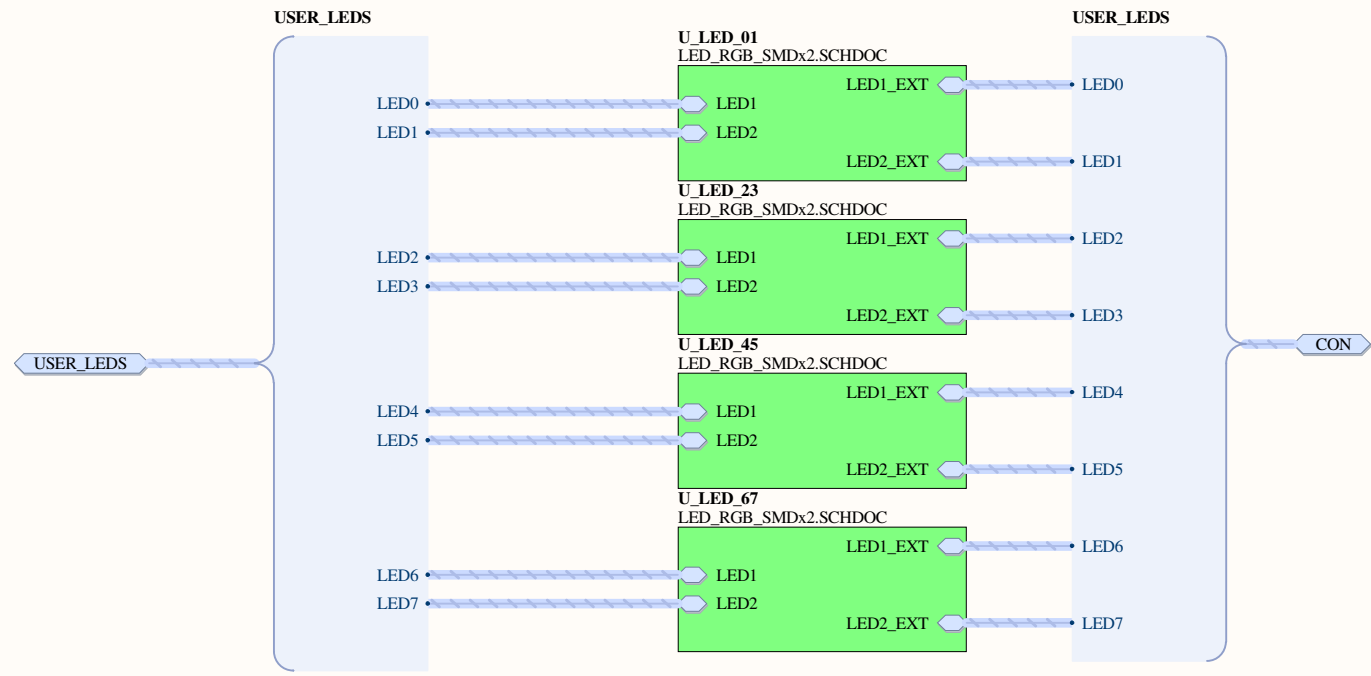 USER_LEDS
USER_LEDS
U_LED_01
LED_RGB_SMDx2.SCHDOC
LED1_EXT
LED0
LED0
LED1
LED1
LED2
LED2_EXT
LED1
U_LED_23
LED_RGB_SMDx2.SCHDOC
LED1_EXT
LED2
LED2
LED1
LED3
LED2
LED2_EXT
LED3
U_LED_45
LED_RGB_SMDx2.SCHDOC
USER_LEDS
CON
LED1_EXT
LED4
LED4
LED1
LED5
LED2
LED2_EXT
LED5
U_LED_67
LED_RGB_SMDx2.SCHDOC
LED1_EXT
LED6
LED6
LED1
LED7
LED2
LED2_EXT
LED7